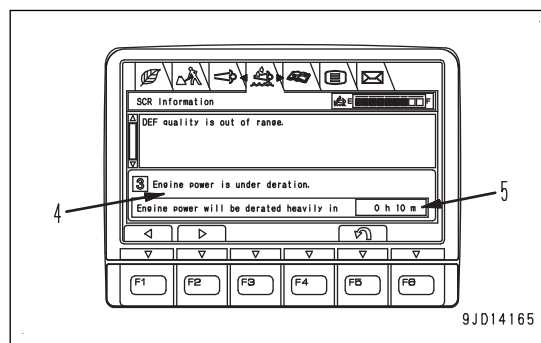 SCR Information
E F
DEF quality is out of range.
3 Engine power is under deration.
4
5
Engine power will be derated heavily in 0 h 10 m
F1 F2 F3 F4 F5 F6
9JD14165